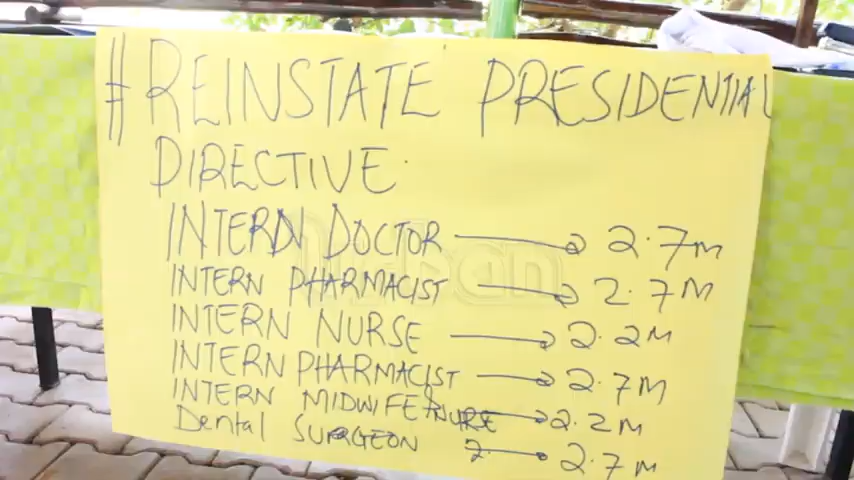 #REINSTATE PRESIDENTIAL
DIRECTIVE.
INTERN DOCTOR → 2.7M
INTERN PHARMACIST → 2.7M
INTERN NURSE → 2.2M
INTERN PHARMACIST → 2.7M
INTERN MIDWIFE NURSE → 2.2M
Dental SURGEON → 2.7M